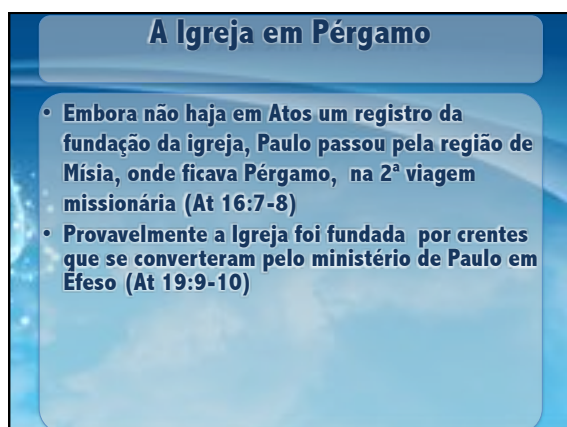 A Igreja em Pérgamo
• Embora não haja em Atos um registro da
fundação da igreja, Paulo passou pela região de
Mísia, onde ficava Pérgamo, na 2ª viagem
missionária (At 16:7-8)
• Provavelmente a Igreja foi fundada por crentes
que se converteram pelo ministério de Paulo em
Efeso (At 19:9-10)